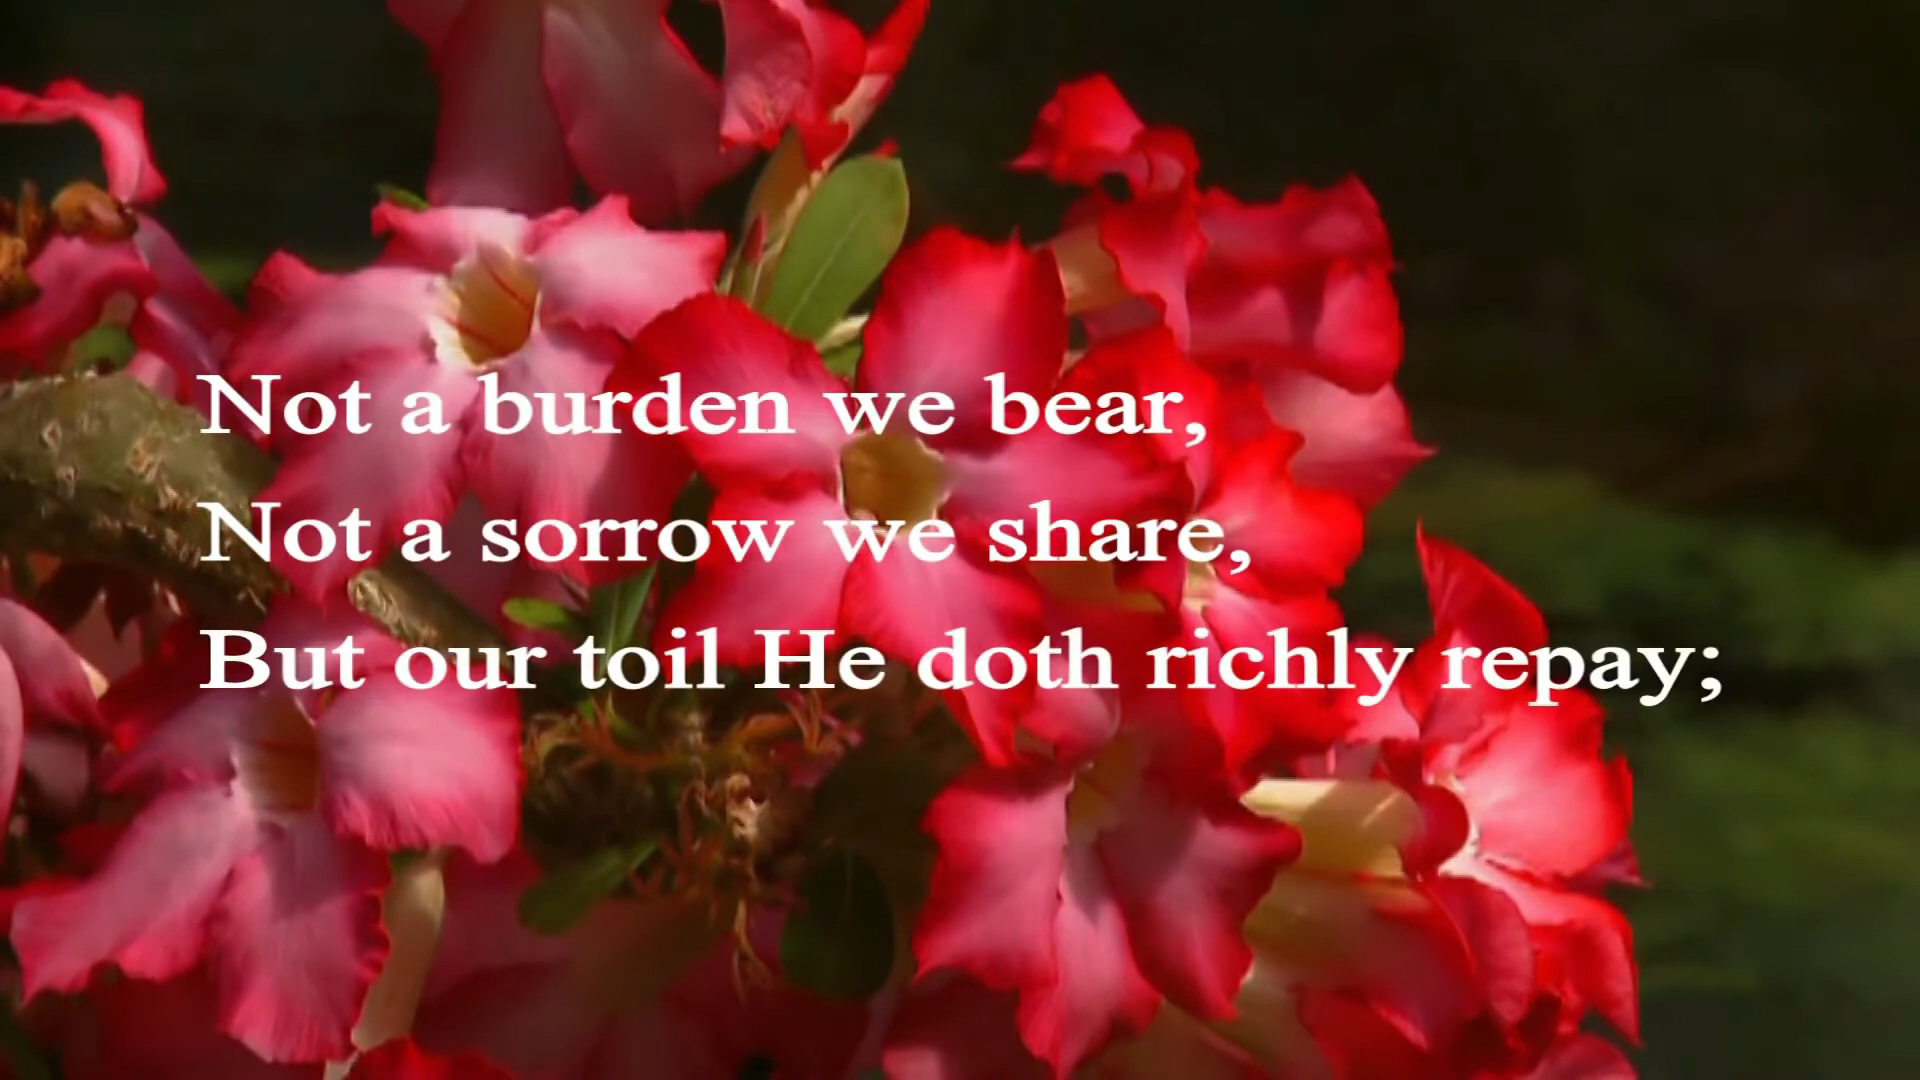 Not a burden we bear,
Not a sorrow we share,
But our toil He doth richly repay;